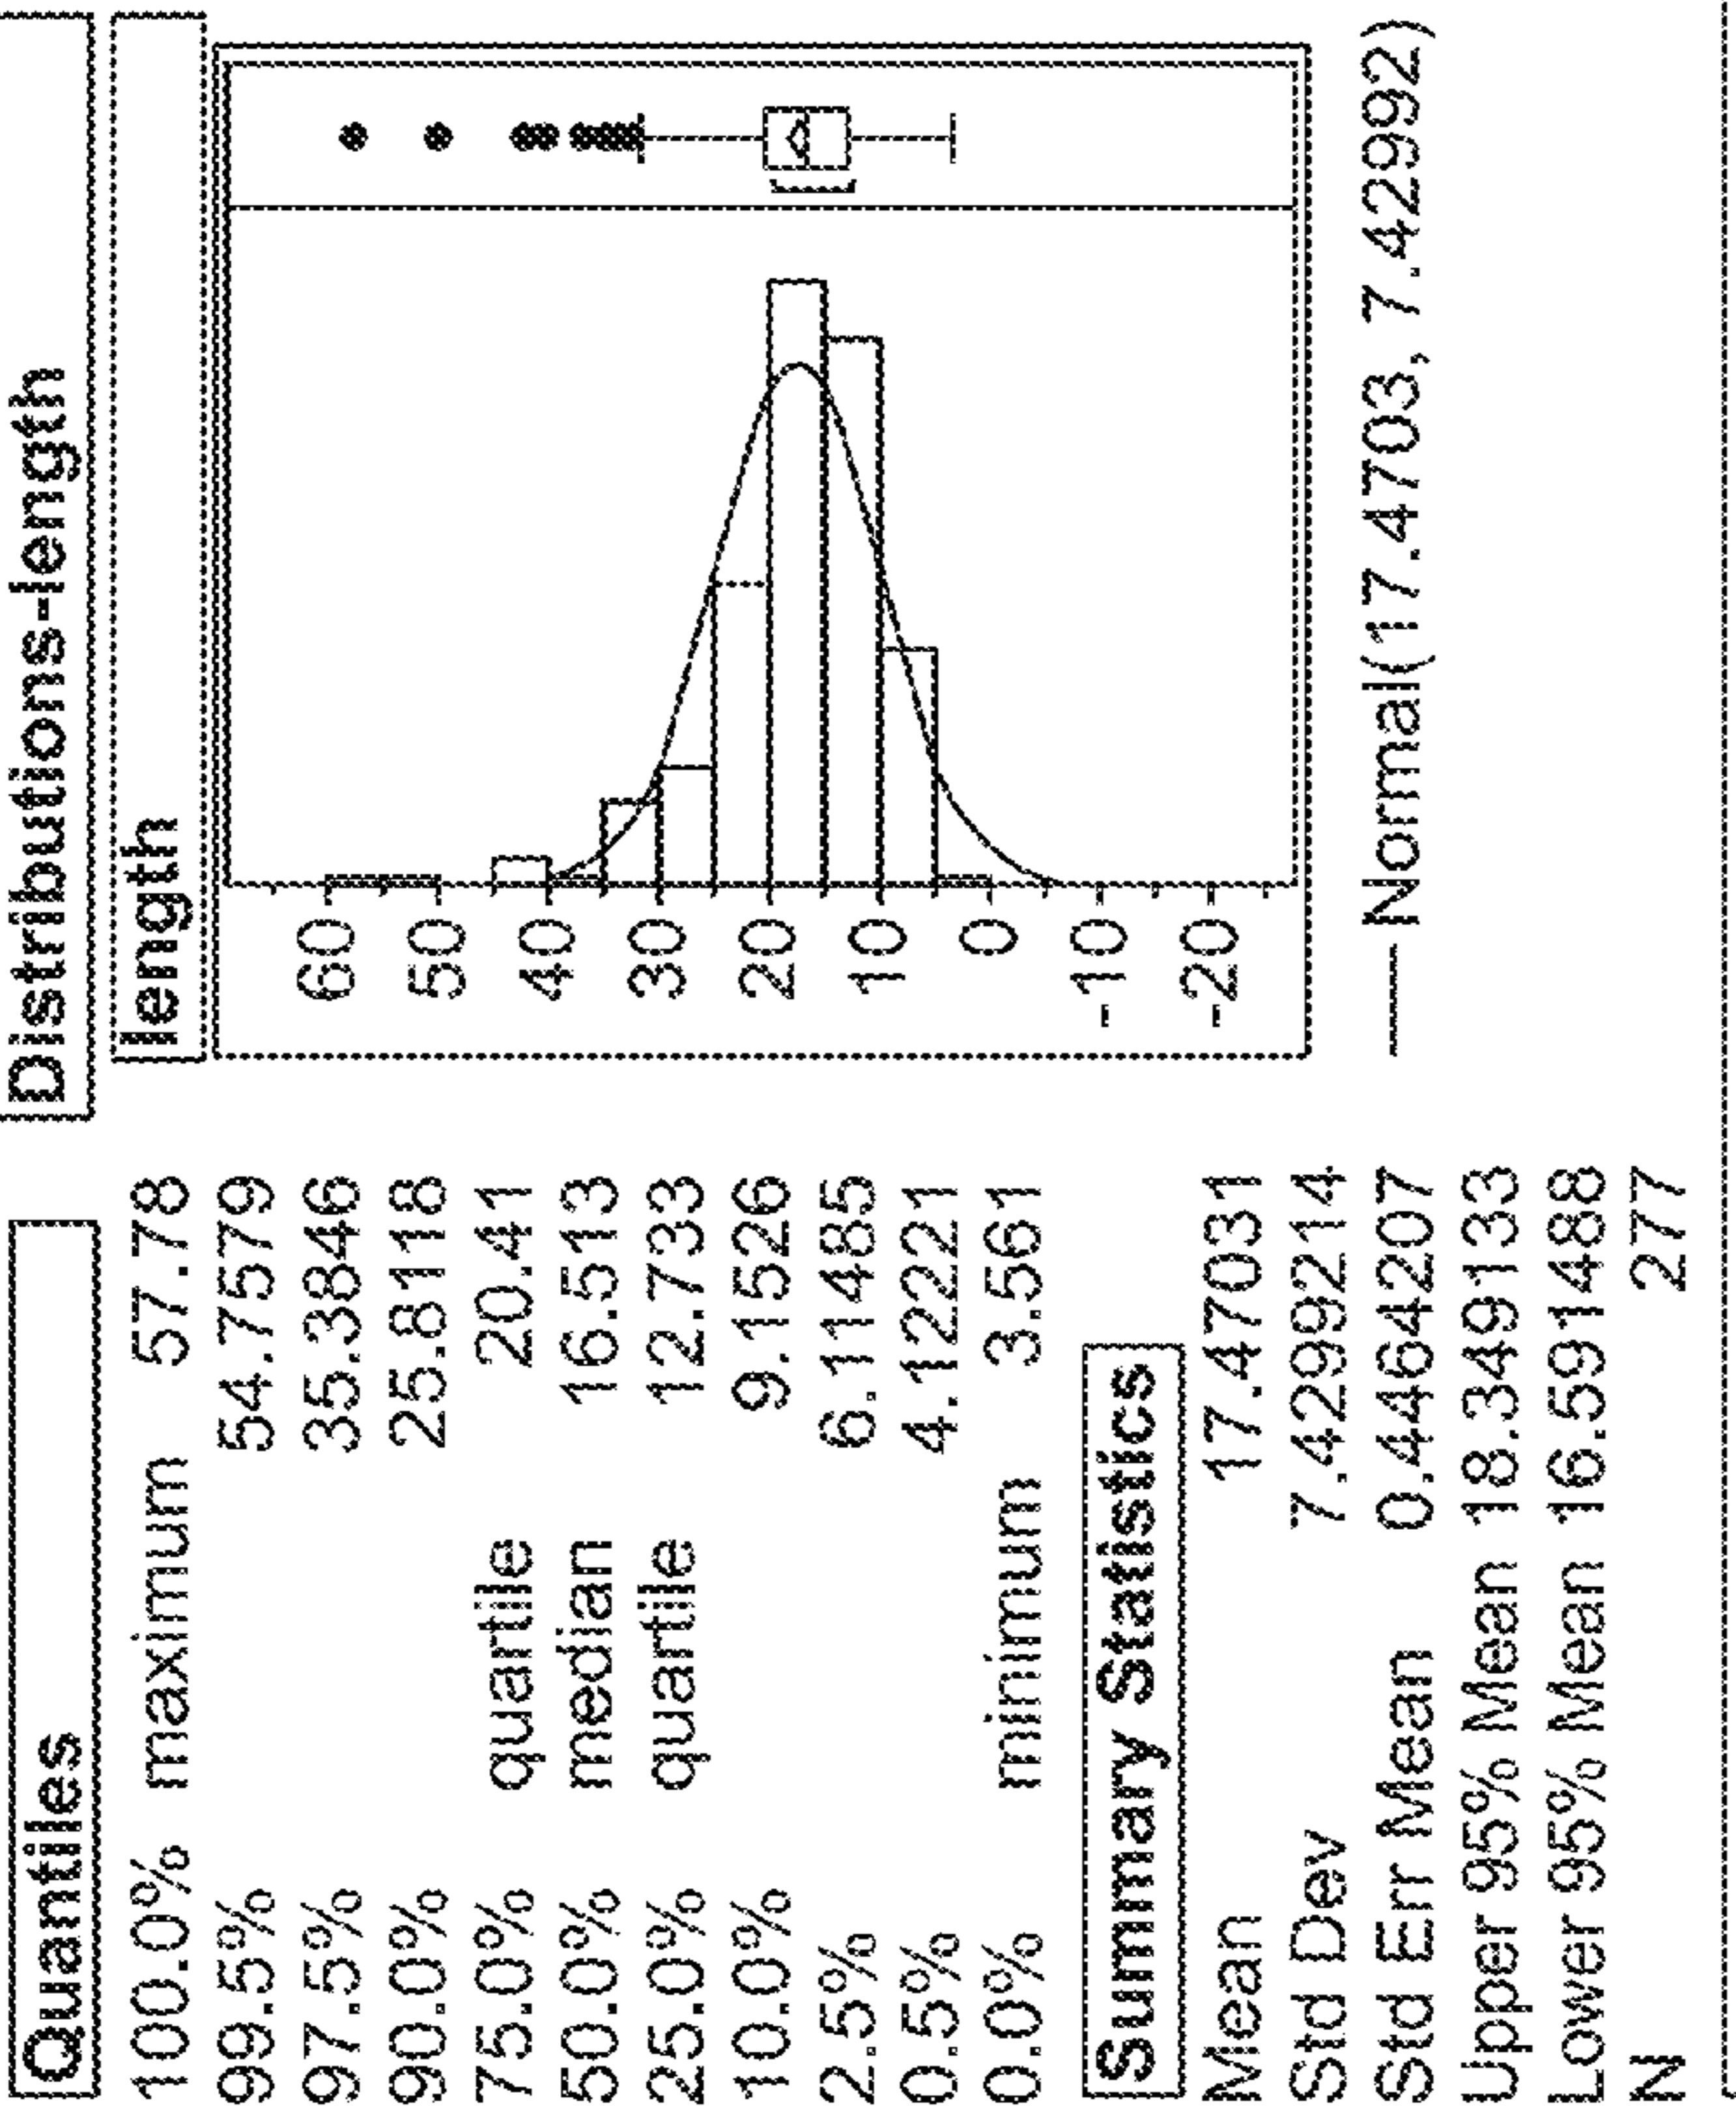 Distributions-length
length
60
50
40
30
20
10
0
-10
-20
Normal(17.4703, 7.42992)
Quantiles
100.0% maximum 57.78
99.5% 54.7579
97.5% 35.3846
90.0% 25.8118
75.0% quartile 20.41
50.0% median 16.513
25.0% quartile 12.733
10.0% 9.1526
2.5% 6.11485
0.5% 4.12221
0.0% minimum 3.561
Summary Statistics
Mean 17.47031
Std Dev 7.4299214
Std Err Mean 0.4464207
Upper 95% Mean 18.349133
Lower 95% Mean 16.591488
N 277